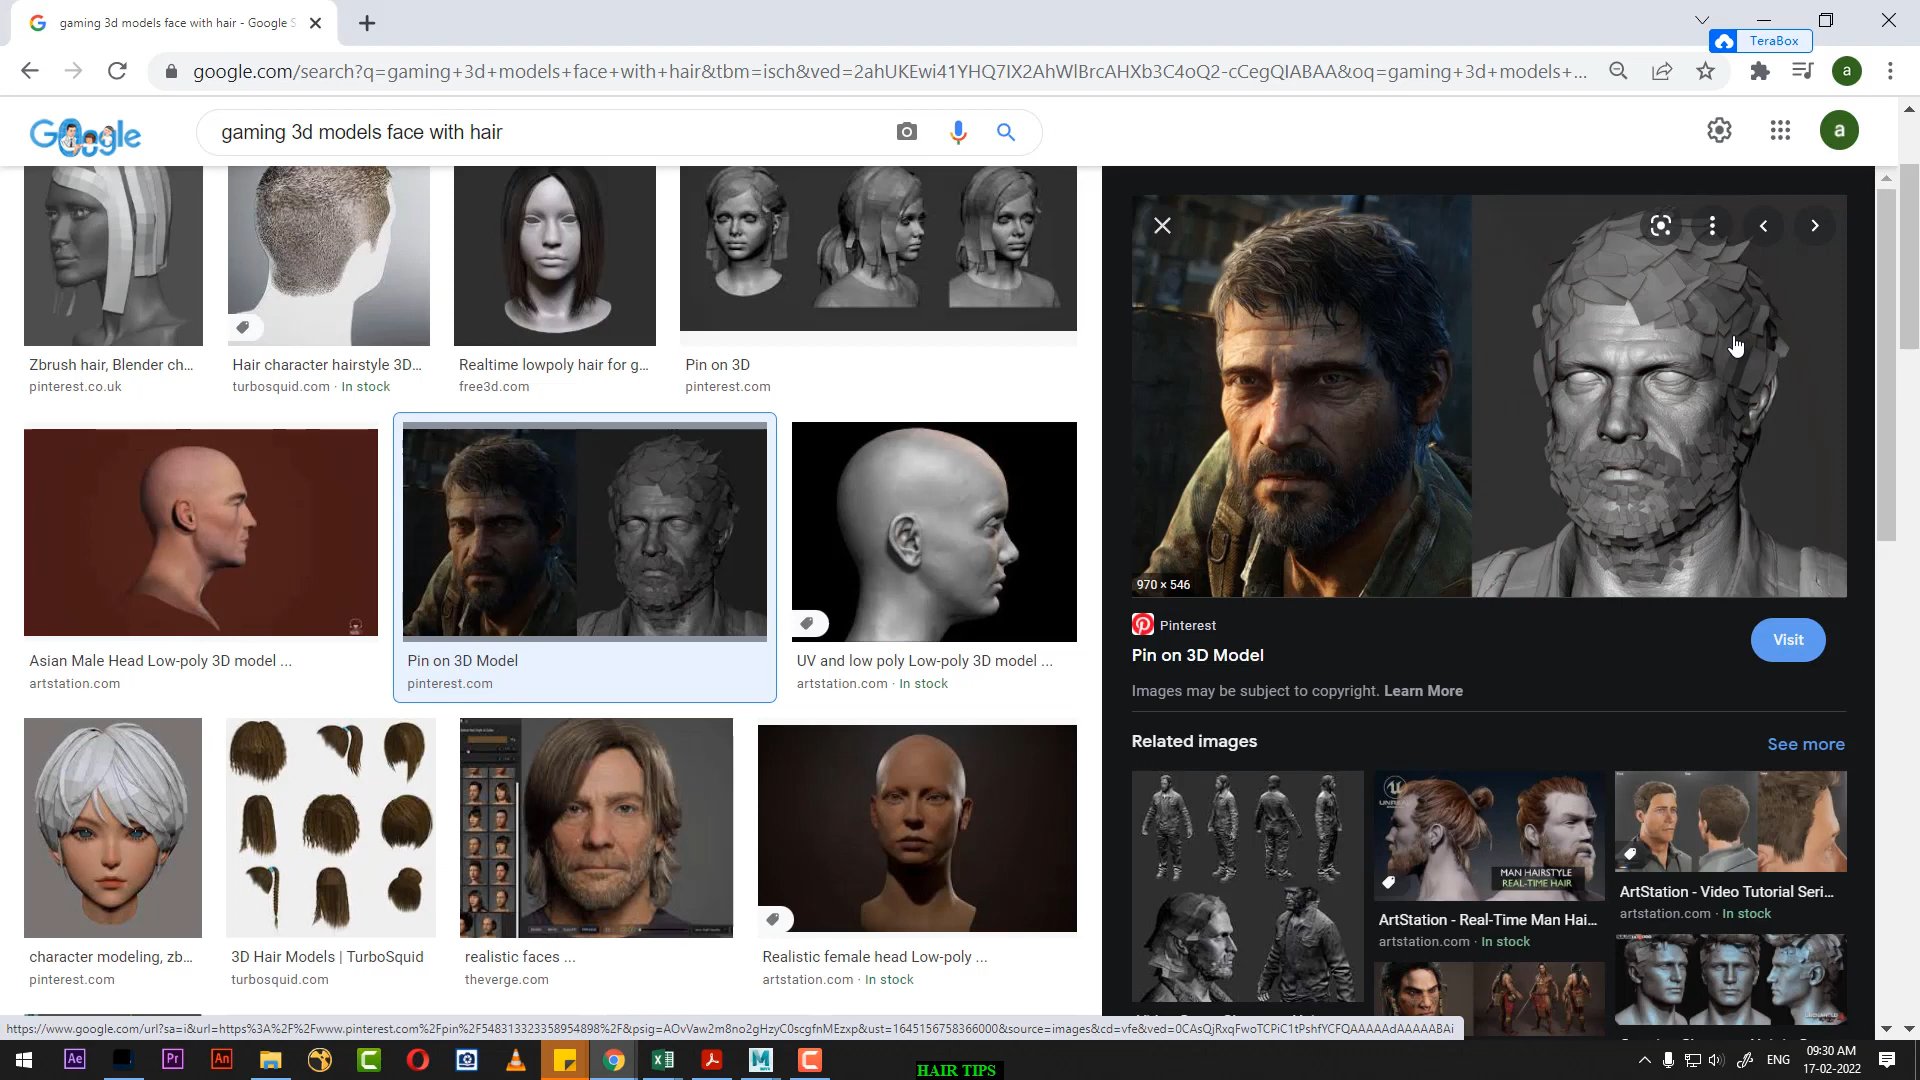 gaming 3d models face with hair - Google S
TeraBox
google.com/search?q=gaming+3d+models+face+with+hair&tbm=isch&ved=2ahUKEwi41YHQ7IX2AhWlBrcAHXb3C4oQ2-cCegQIABAA&oq=gaming+3d+models+...
a
Google
gaming 3d models face with hair
a
Zbrush hair, Blender ch...
pinterest.co.uk
Hair character hairstyle 3D...
turbosquid.com · In stock
Realtime lowpoly hair for g...
free3d.com
Pin on 3D
pinterest.com
Asian Male Head Low-poly 3D model ...
artstation.com
Pin on 3D Model
pinterest.com
UV and low poly Low-poly 3D model ...
artstation.com · In stock
character modeling, zb...
pinterest.com
3D Hair Models | TurboSquid
turbosquid.com
realistic faces ...
theverge.com
Realistic female head Low-poly ...
artstation.com · In stock
970 × 546
Pinterest
Pin on 3D Model
Visit
Images may be subject to copyright. Learn More
Related images
See more
MAN HAIRSTYLE
REAL-TIME HAIR
ArtStation - Real-Time Man Hai...
artstation.com · In stock
ArtStation - Video Tutorial Seri...
artstation.com · In stock
https://www.google.com/url?sa=i&url=https%3A%2F%2Fwww.pinterest.com%2Fpin%2F548313323358954898%2F&psig=AOvVaw2m8no2gHzyC0scgfnMEzxp&ust=1645156758366000&source=images&cd=vfe&ved=0CAsQjRxqFwoTCPiC1tPshfYCFQAAAAAdAAAAABAi
Ae
Pr
An
HAIR TIPS
ENG
09:30 AM
17-02-2022